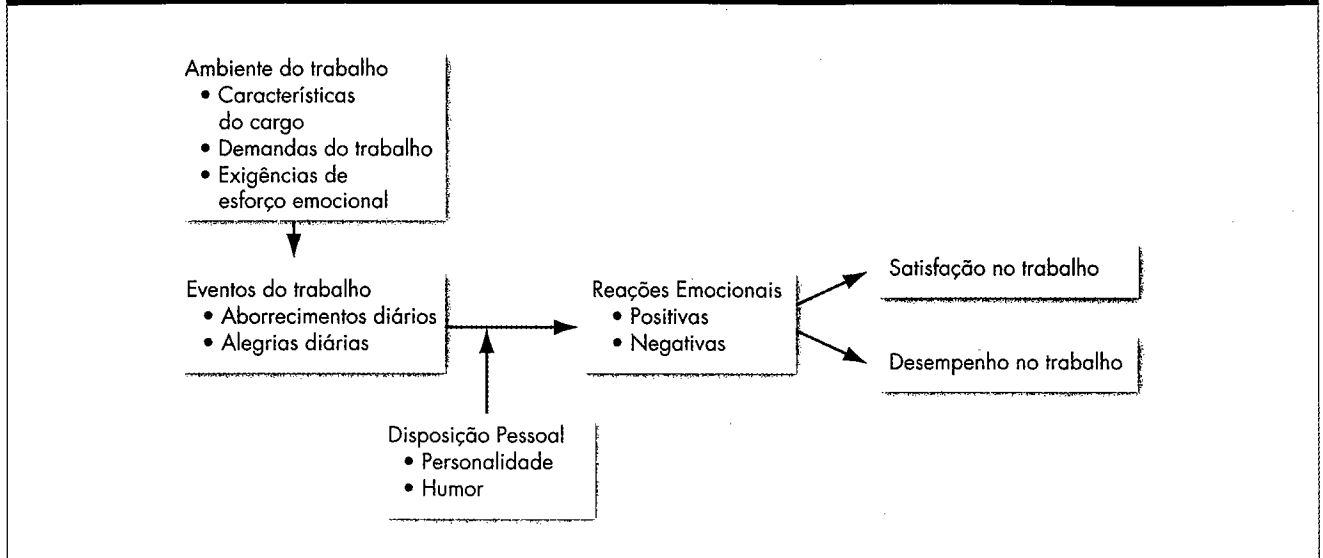 Ambiente do trabalho
• Características
do cargo
• Demandas do trabalho
• Exigências de
esforço emocional
Eventos do trabalho
• Aborrecimentos diários
• Alegrias diárias
Disposição Pessoal
• Personalidade
• Humor
Reações Emocionais
• Positivas
• Negativas
Satisfação no trabalho
Desempenho no trabalho